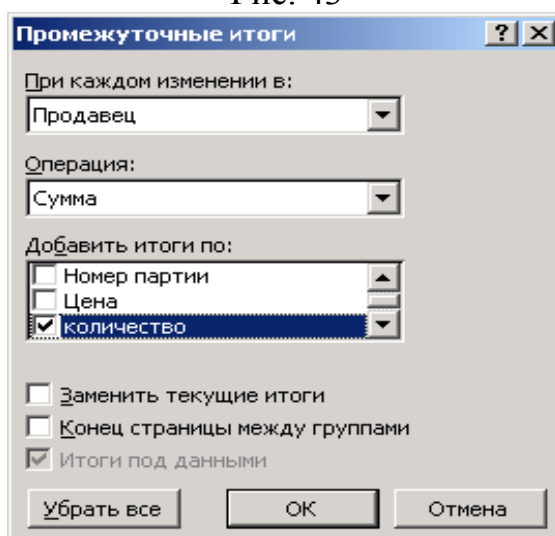 Промежуточные итоги
При каждом изменении в:
Продавец
Операция:
Сумма
Добавить итоги по:
Номер партии
Цена
количество
Заменить текущие итоги
Конец страницы между группами
Итоги под данными
Убрать все ОК Отмена